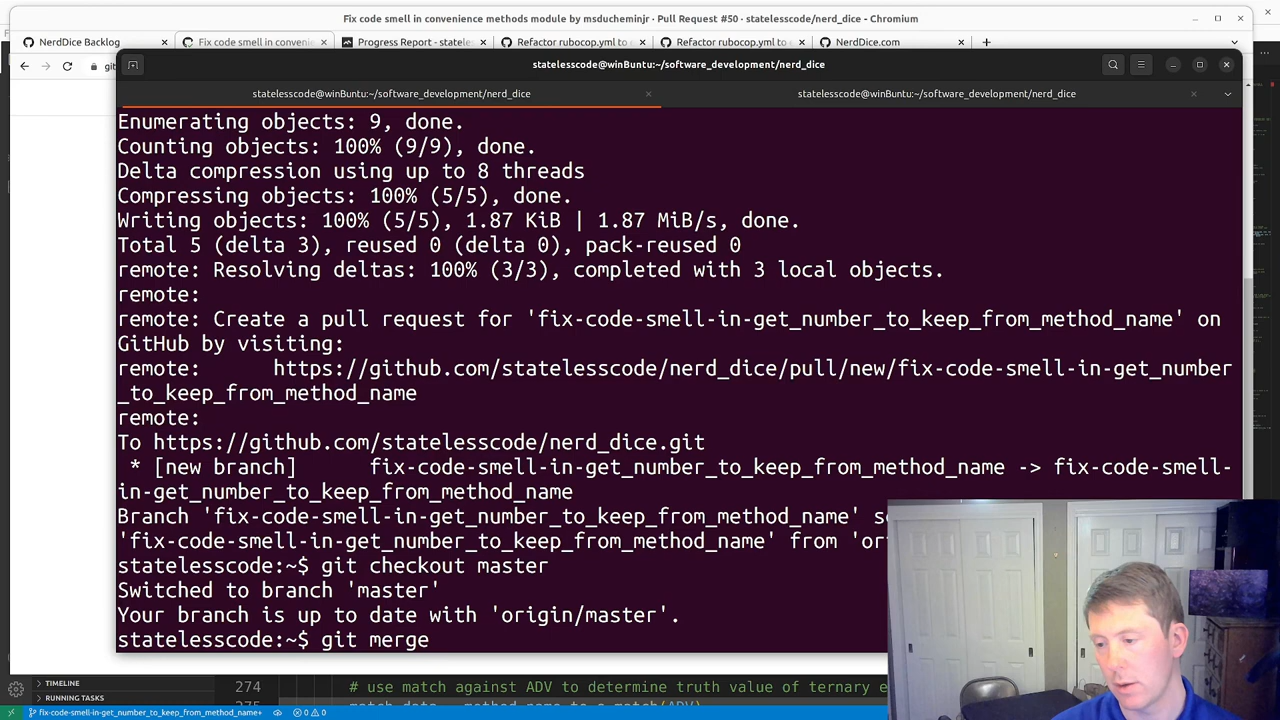 Fix code smell in convenience methods module by msducheminjr · Pull Request #50 · statelesscode/nerd_dice - Chromium
NerdDice Backlog
Fix code smell in convenie
Progress Report - stateles
Refactor rubocop.yml to
Refactor rubocop.yml to
NerdDice.com
git
statelesscode@winBuntu:~/software_development/nerd_dice
statelesscode@winBuntu:~/software_development/nerd_dice
statelesscode@winBuntu:~/software_development/nerd_dice
Enumerating objects: 9, done.
Counting objects: 100% (9/9), done.
Delta compression using up to 8 threads
Compressing objects: 100% (5/5), done.
Writing objects: 100% (5/5), 1.87 KiB | 1.87 MiB/s, done.
Total 5 (delta 3), reused 0 (delta 0), pack-reused 0
remote: Resolving deltas: 100% (3/3), completed with 3 local objects.
remote:
remote: Create a pull request for 'fix-code-smell-in-get_number_to_keep_from_method_name' on
GitHub by visiting:
remote:      https://github.com/statelesscode/nerd_dice/pull/new/fix-code-smell-in-get_number
_to_keep_from_method_name
remote:
To https://github.com/statelesscode/nerd_dice.git
 * [new branch]      fix-code-smell-in-get_number_to_keep_from_method_name -> fix-code-smell-
in-get_number_to_keep_from_method_name
Branch 'fix-code-smell-in-get_number_to_keep_from_method_name' se
'fix-code-smell-in-get_number_to_keep_from_method_name' from 'or
statelesscode:~$ git checkout master
Switched to branch 'master'
Your branch is up to date with 'origin/master'.
statelesscode:~$ git merge
TIMELINE
RUNNING TASKS
274 # use match against ADV to determine truth value of ternary e
fix-code-smell-in-get_number_to_keep_from_method_name+ 0 0